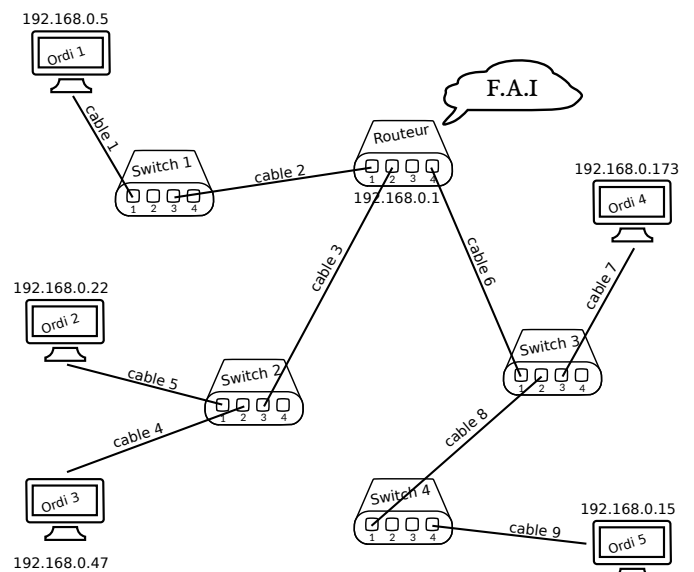 192.168.0.5
Ordi 1
cable 1
Switch 1
1 2 3 4
cable 2
F.A.I
Routeur
1 2 3 4
192.168.0.1
cable 3
cable 6
192.168.0.173
Ordi 4
cable 7
192.168.0.22
Ordi 2
cable 5
Switch 2
1 2 3 4
cable 4
Ordi 3
192.168.0.47
Switch 3
1 2 3 4
cable 8
Switch 4
1 2 3 4
cable 9
192.168.0.15
Ordi 5